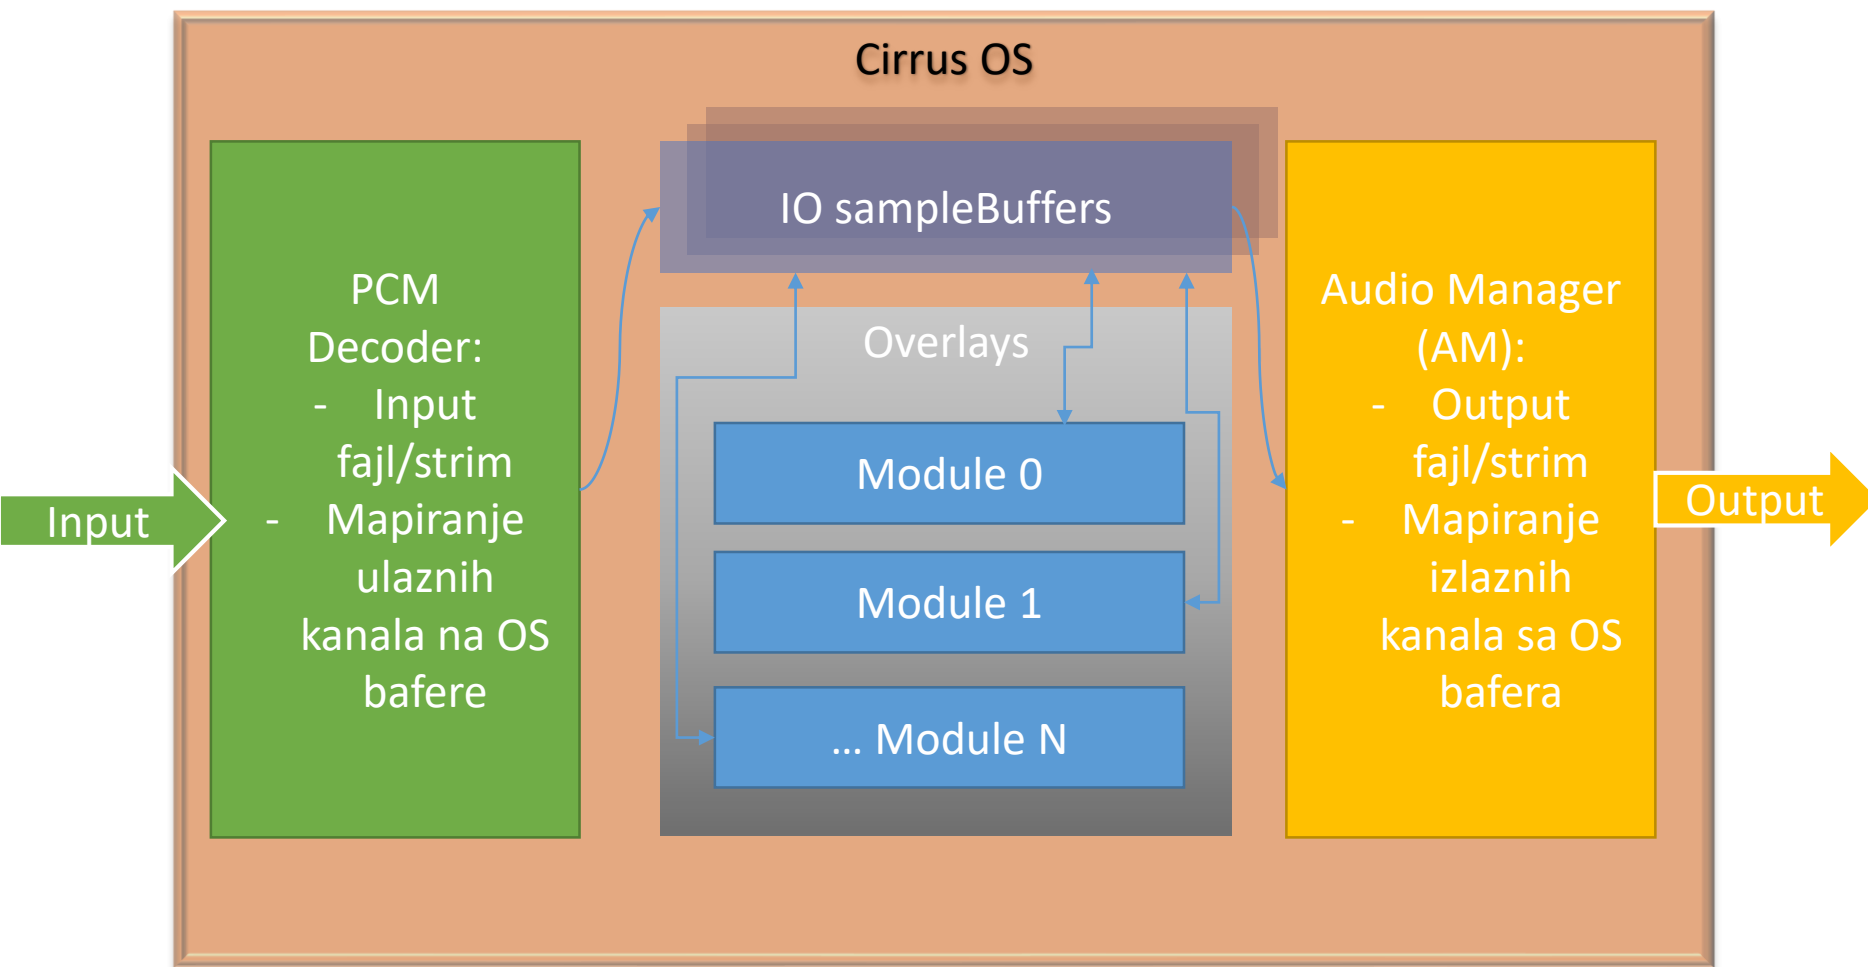 Cirrus OS
Input
PCM
Decoder:
- Input
fajl/strim
- Mapiranje
ulaznih
kanala na OS
bafere
IO sampleBuffers
Overlays
Module 0
Module 1
... Module N
Audio Manager
(AM):
- Output
fajl/strim
- Mapiranje
izlaznih
kanala sa OS
bafera
Output